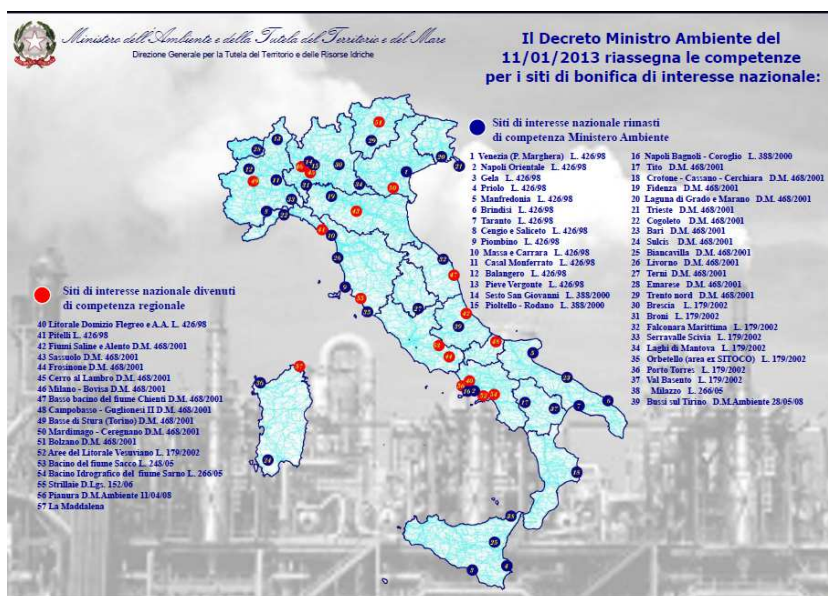 Ministero dell'Ambiente e della Tutela del Territorio e del Mare
Direzione Generale per la Tutela del Territorio e delle Risorse Idriche
Il Decreto Ministro Ambiente del
11/01/2013 riassegna le competenze
per i siti di bonifica di interesse nazionale:
Siti di interesse nazionale rimasti
di competenza Ministero Ambiente
1 Venezia (P. Marghera) L. 426/98
2 Napoli Orientale L. 426/98
3 Gela L. 426/98
4 Priolo L. 426/98
5 Manfredonia L. 426/98
6 Brindisi L. 426/98
7 Taranto L. 426/98
8 Cengio e Saliceto L. 426/98
9 Piombino L. 426/98
10 Massa e Carrara L. 426/98
11 Casal Monferrato L. 426/98
12 Balangero L. 426/98
13 Pieve Vergonte L. 426/98
14 Sesto San Giovanni L. 388/2000
15 Pioltello - Rodano L. 388/2000
16 Napoli Bagnoli - Coroglio L. 388/2000
17 Tito D.M. 468/2001
18 Crotone - Cassano - Cerchiara D.M. 468/2001
19 Fidenza D.M. 468/2001
20 Laguna di Grado e Marano D.M. 468/2001
21 Trieste D.M. 468/2001
22 Cogoleto D.M. 468/2001
23 Bari D.M. 468/2001
24 Sulcis D.M. 468/2001
25 Biancavilla D.M. 468/2001
26 Livorno D.M. 468/2001
27 Terni D.M. 468/2001
28 Emarese D.M. 468/2001
29 Trento nord D.M. 468/2001
30 Brescia L. 179/2002
31 Broni L. 179/2002
32 Falconara Marittima L. 179/2002
33 Serravalle Scivia L. 179/2002
34 Laghi di Mantova L. 179/2002
35 Orbetello (area ex SITOCO) L. 179/2002
36 Porto Torres L. 179/2002
37 Val Basento L. 179/2002
38 Milazzo L. 266/05
39 Bussi sul Tirino D.M.Ambiente 28/05/08
Siti di interesse nazionale divenuti
di competenza regionale
40 Litorale Domizio Flegreo e A.A. L. 426/98
41 Pitelli L. 426/98
42 Fiumi Saline e Alento D.M. 468/2001
43 Sassuolo D.M. 468/2001
44 Frosinone D.M. 468/2001
45 Cerro al Lambro D.M. 468/2001
46 Milano - Bovisa D.M. 468/2001
47 Basso bacino del fiume Chienti D.M. 468/2001
48 Campobasso - Guglionesi II D.M. 468/2001
49 Basse di Stura (Torino) D.M. 468/2001
50 Mardimago - Ceregnano D.M. 468/2001
51 Bolzano D.M. 468/2001
52 Aree del Litorale Vesuviano L. 179/2002
53 Bacino del fiume Sacco L. 248/05
54 Bacino Idrografico del fiume Sarno L. 266/05
55 Strillaie D.Lgs. 152/06
56 Pianura D.M.Ambiente 11/04/08
57 La Maddalena